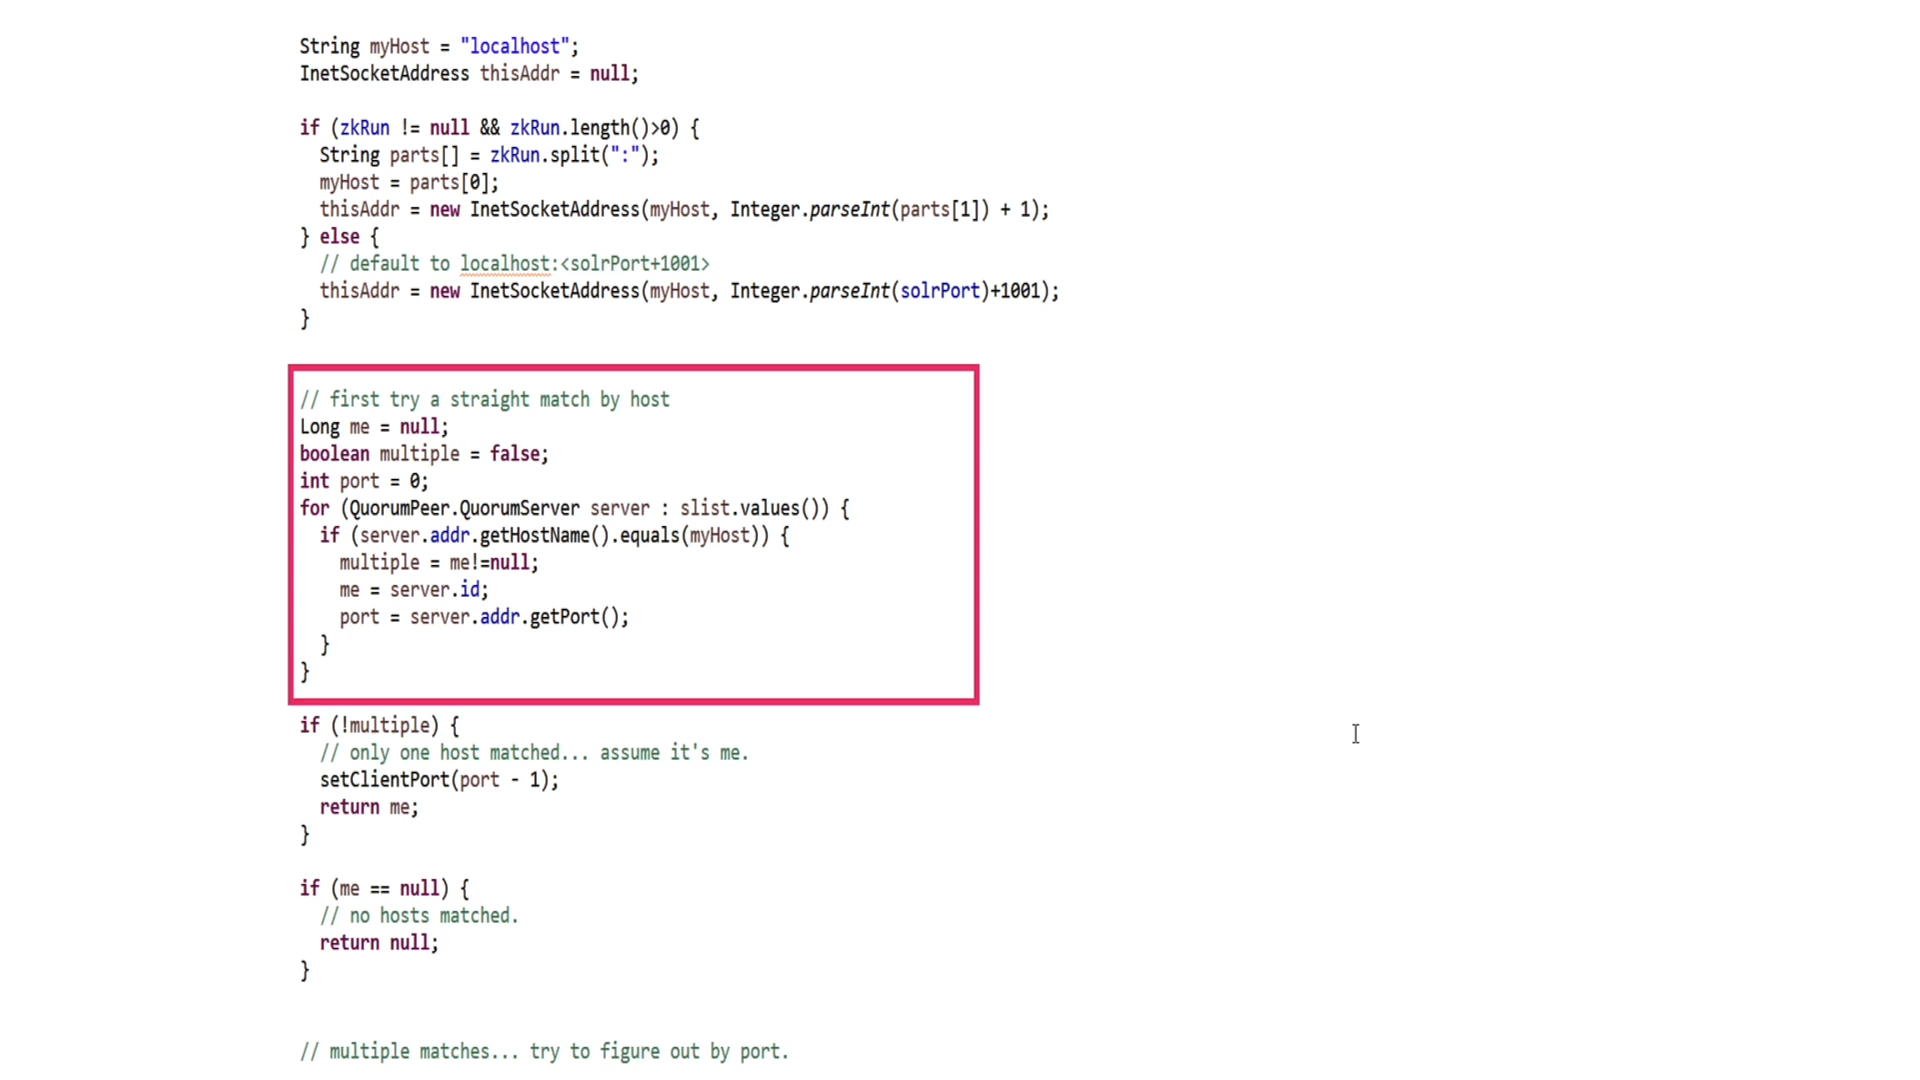 String myHost = "localhost";
InetSocketAddress thisAddr = null;
if (zkRun != null && zkRun.length()>0) {
String parts[] = zkRun.split(":");
myHost = parts[0];
thisAddr = new InetSocketAddress(myHost, Integer.parseInt(parts[1]) + 1);
} else {
// default to localhost:<solrPort+1001>
thisAddr = new InetSocketAddress(myHost, Integer.parseInt(solrPort)+1001);
}
// first try a straight match by host
Long me = null;
boolean multiple = false;
int port = 0;
for (QuorumPeer.QuorumServer server : slist.values()) {
if (server.addr.getHostName().equals(myHost)) {
multiple = me!=null;
me = server.id;
port = server.addr.getPort();
}
}
if (!multiple) {
// only one host matched... assume it's me.
setClientPort(port - 1);
return me;
}
if (me == null) {
// no hosts matched.
return null;
}
// multiple matches... try to figure out by port.